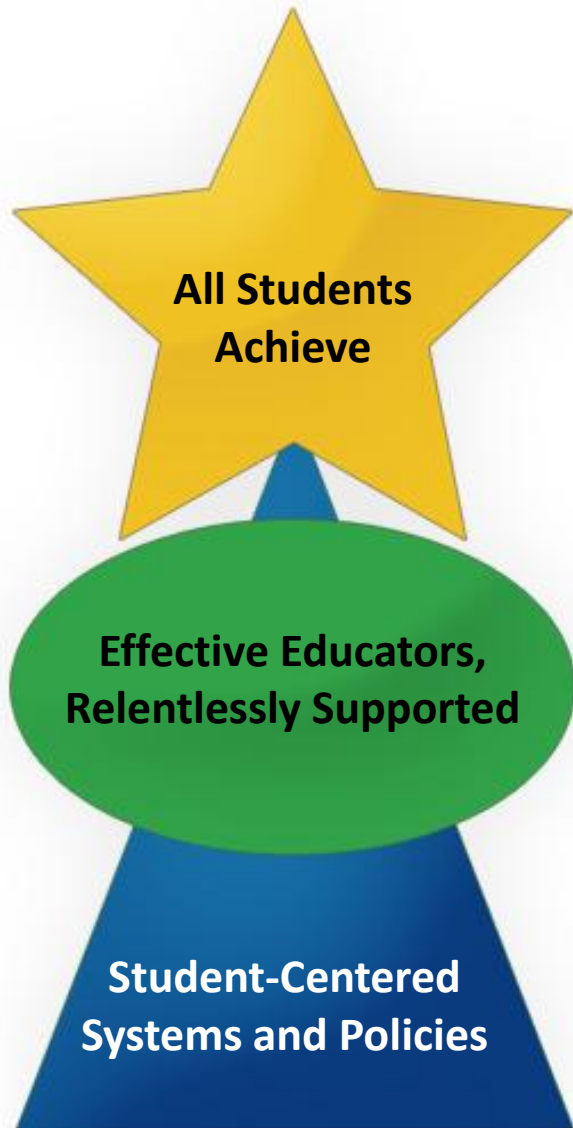 All Students
Achieve
Effective Educators,
Relentlessly Supported
Student-Centered
Systems and Policies